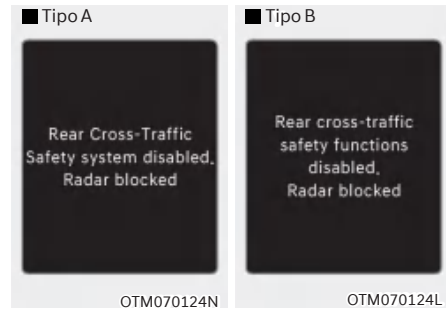 Tipo A
Rear Cross-Traffic
Safety system disabled.
Radar blocked
OTM070124N
Tipo B
Rear cross-traffic
safety functions
disabled.
Radar blocked
OTM070124L